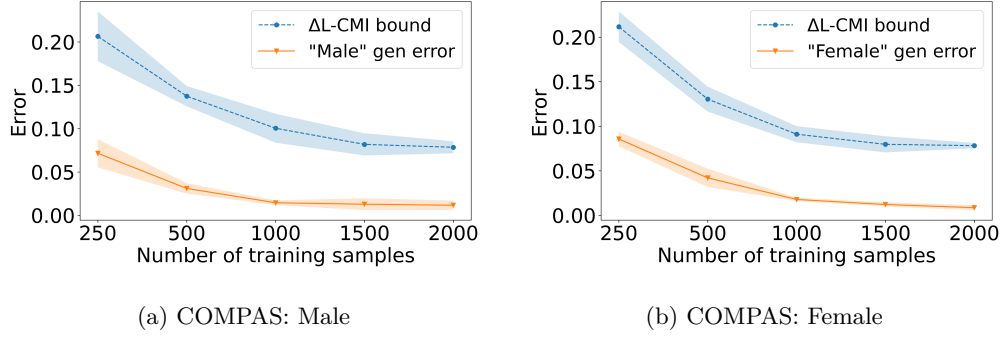 ΔL-CMI bound
"Male" gen error
Error
0.20
0.15
0.10
0.05
0.00
250 500 1000 1500 2000
Number of training samples
(a) COMPAS: Male
ΔL-CMI bound
"Female" gen error
Error
0.20
0.15
0.10
0.05
0.00
250 500 1000 1500 2000
Number of training samples
(b) COMPAS: Female